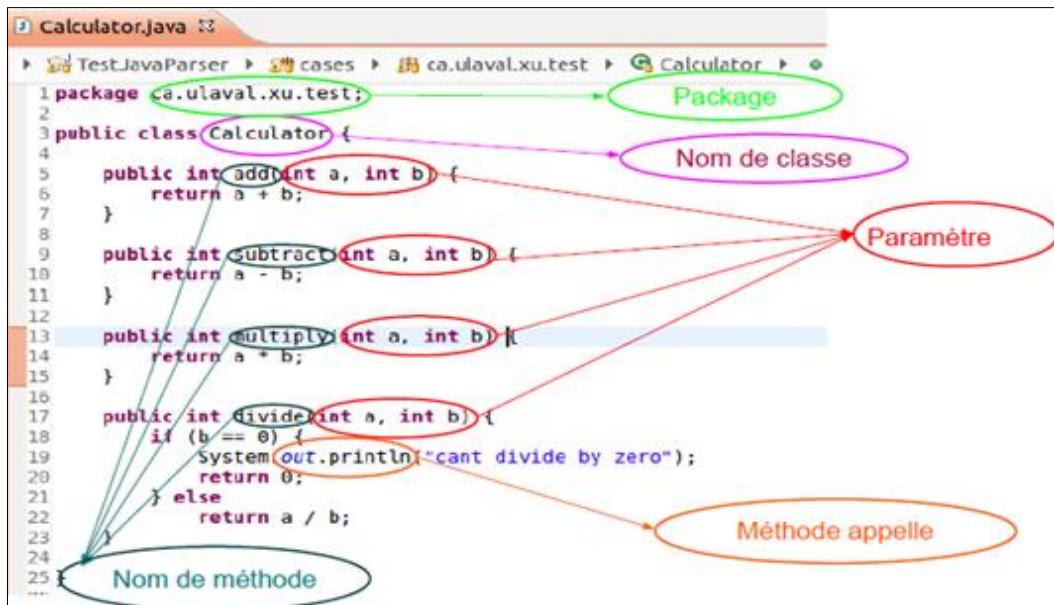 Calculator.java
TestJavaParser cases ca.ulaval.xu.test Calculator
1 package ca.ulaval.xu.test;
Package
2
3 public class Calculator {
Nom de classe
4
5 public int add(int a, int b) {
6 return a + b;
7 }
8
Paramètre
9 public int subtract(int a, int b) {
10 return a - b;
11 }
12
13 public int multiply(int a, int b) {
14 return a * b;
15 }
16
17 public int divide(int a, int b) {
18 if (b == 0) {
19 System.out.println("cant divide by zero");
20 return 0;
21 } else
22 return a / b;
Méthode appelle
23 }
24
25 }
Nom de méthode